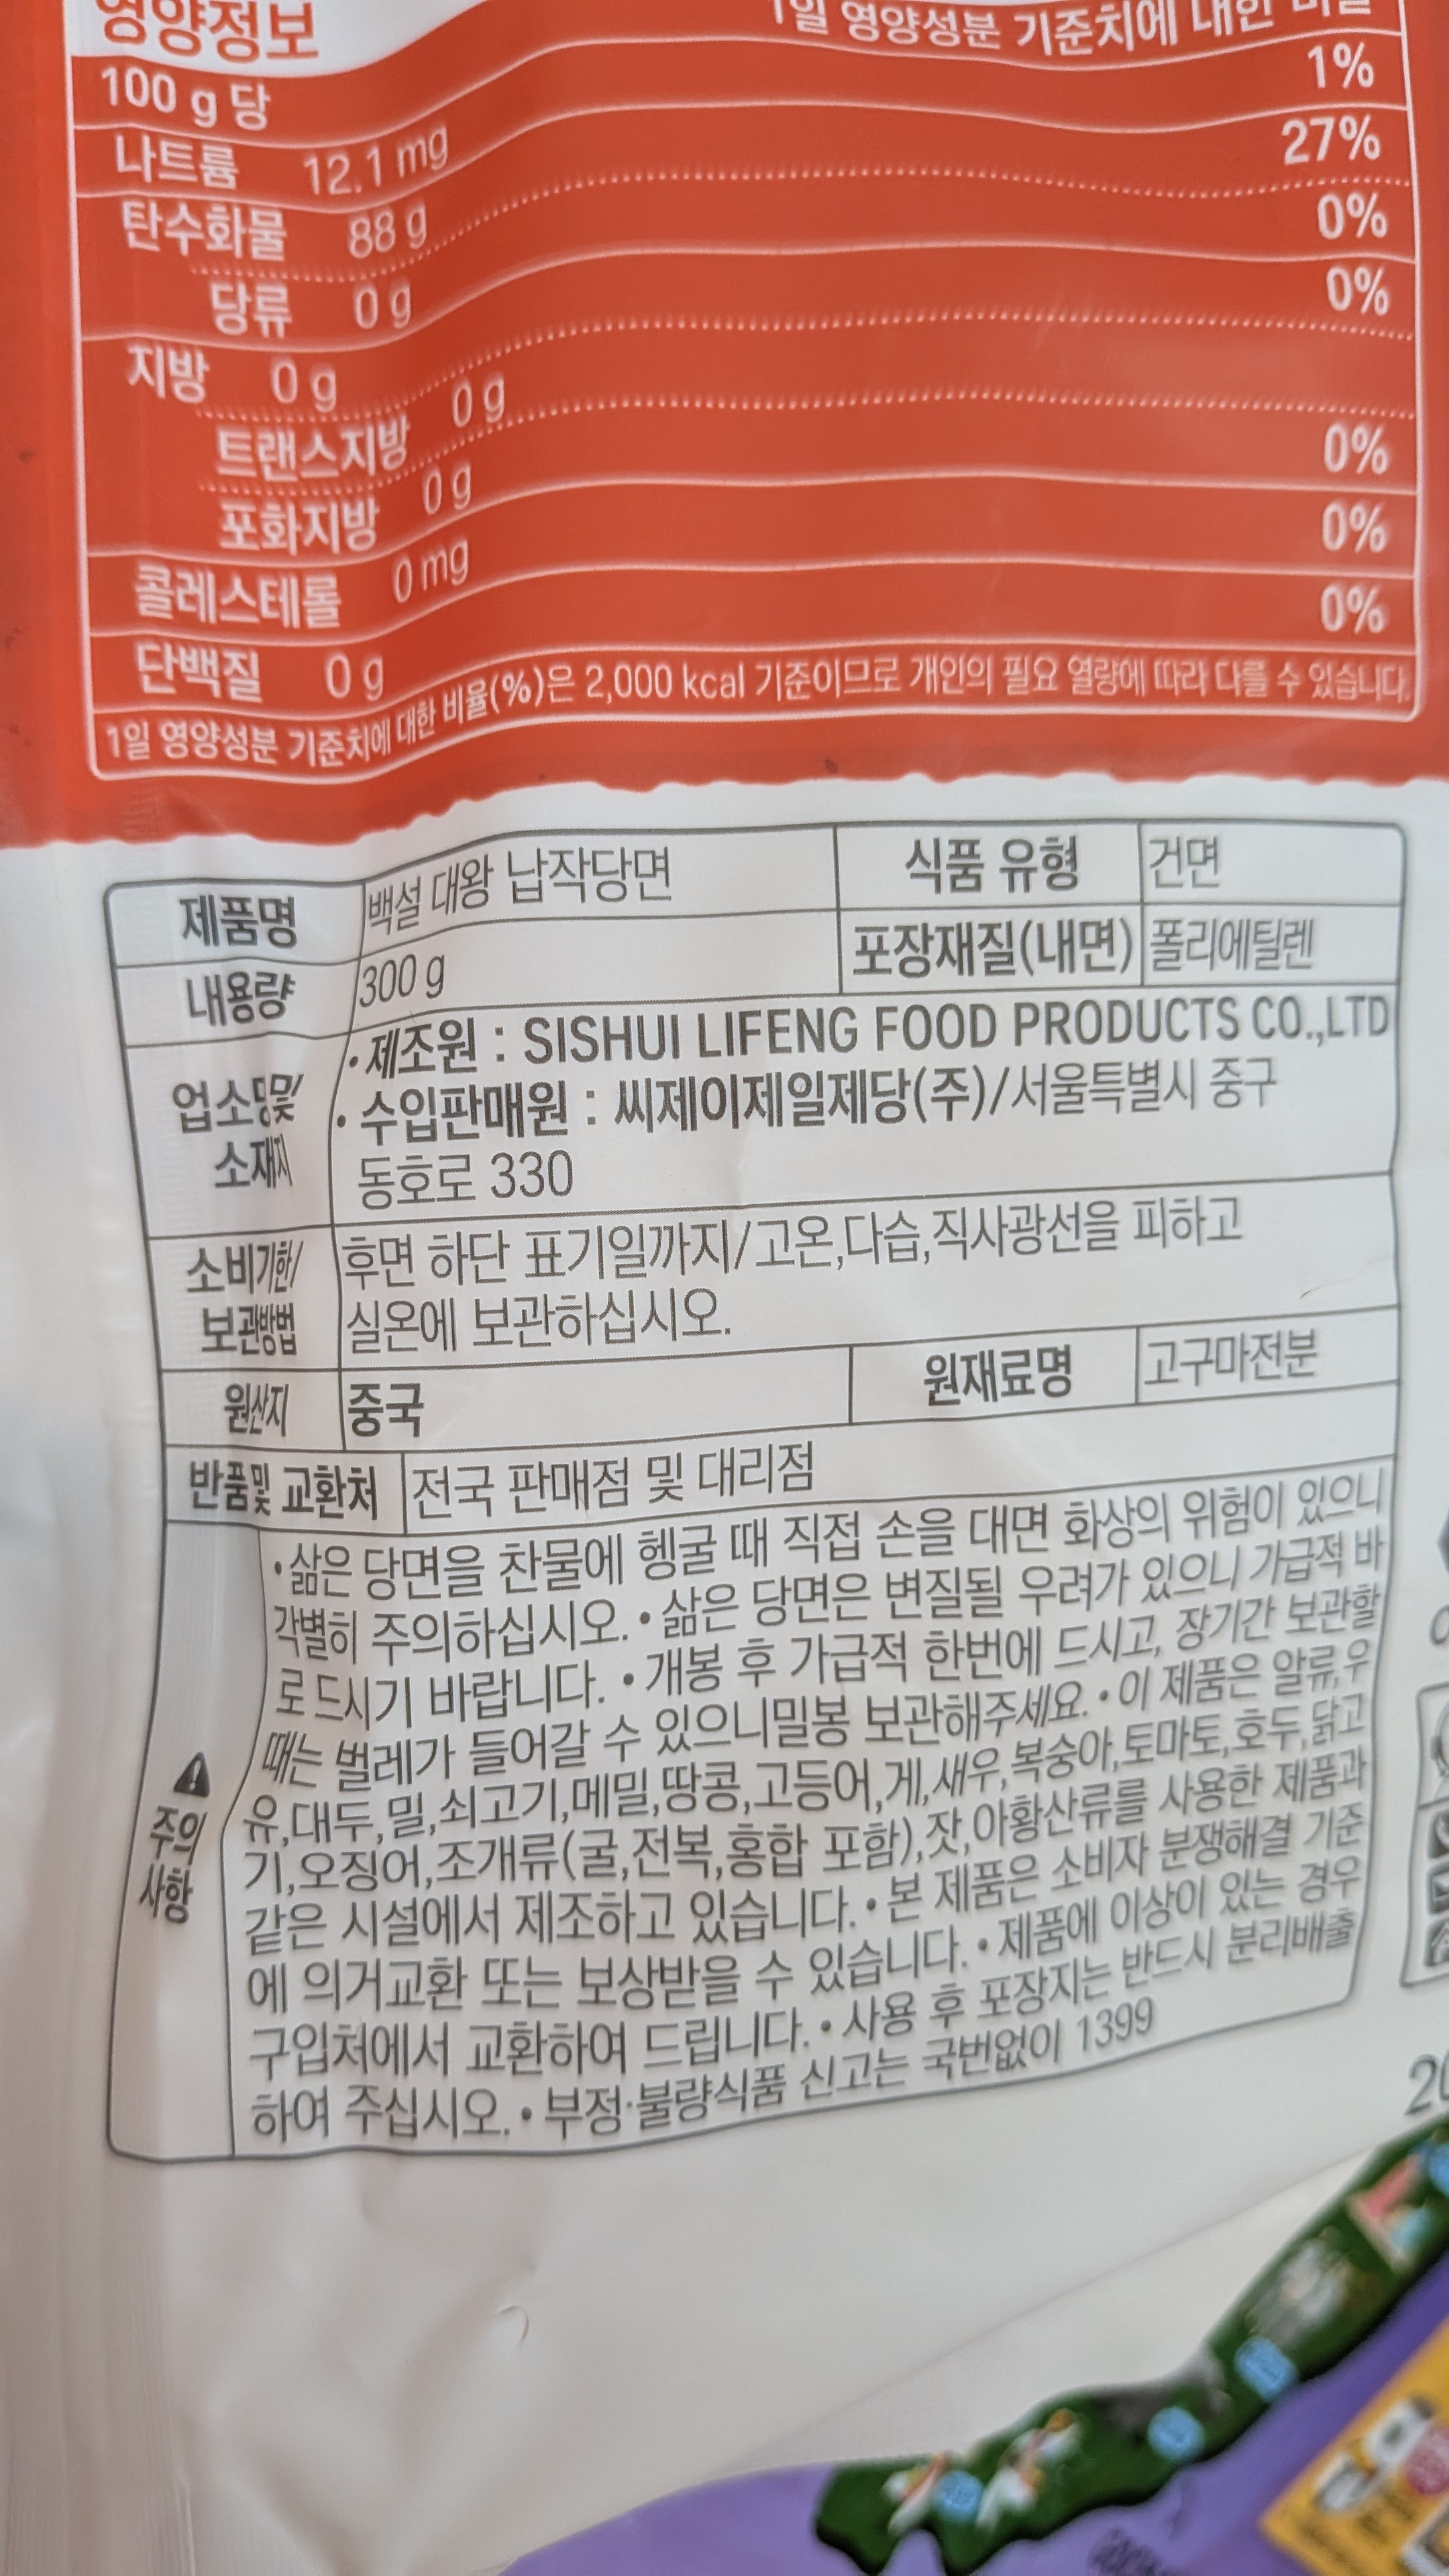 영양정보
1일 영양성분 기준치에 대한 비율
100 g 당
나트륨 12.1 mg 1%
탄수화물 88 g 27%
당류 0 g 0%
지방 0 g 0%
트랜스지방 0 g
포화지방 0 g 0%
콜레스테롤 0 mg 0%
단백질 0 g 0%
1일 영양성분 기준치에 대한 비율(%)은 2,000 kcal 기준이므로 개인의 필요 열량에 따라 다를 수 있습니다.
제품명 백설 대왕 납작당면 식품 유형 건면
내용량 300 g 포장재질(내면) 폴리에틸렌
업소명 및 소재지
• 제조원 : SISHUI LIFENG FOOD PRODUCTS CO.,LTD
• 수입판매원 : 씨제이제일제당(주)/서울특별시 중구
동호로 330
소비기한/보관방법
후면 하단 표기일까지/고온,다습,직사광선을 피하고
실온에 보관하십시오.
원산지 중국 원재료명 고구마전분
반품 및 교환처 전국 판매점 및 대리점
주의
사항
• 삶은 당면을 찬물에 헹굴 때 직접 손을 대면 화상의 위험이 있으니
각별히 주의하십시오. • 삶은 당면은 변질될 우려가 있으니 가급적 바
로 드시기 바랍니다. • 개봉 후 가급적 한번에 드시고, 장기간 보관할
때는 벌레가 들어갈 수 있으니 밀봉 보관해주세요. • 이 제품은 알류,우
유,대두,밀,쇠고기,메밀,땅콩,고등어,게,새우,복숭아,토마토,호두,닭고
기,오징어,조개류(굴,전복,홍합 포함),잣,아황산류를 사용한 제품과
같은 시설에서 제조하고 있습니다. • 본 제품은 소비자 분쟁해결 기준
에 의거 교환 또는 보상받을 수 있습니다. • 제품에 이상이 있는 경우
구입처에서 교환하여 드립니다. • 사용 후 포장지는 반드시 분리배출
하여 주십시오. • 부정·불량식품 신고는 국번없이 1399
20